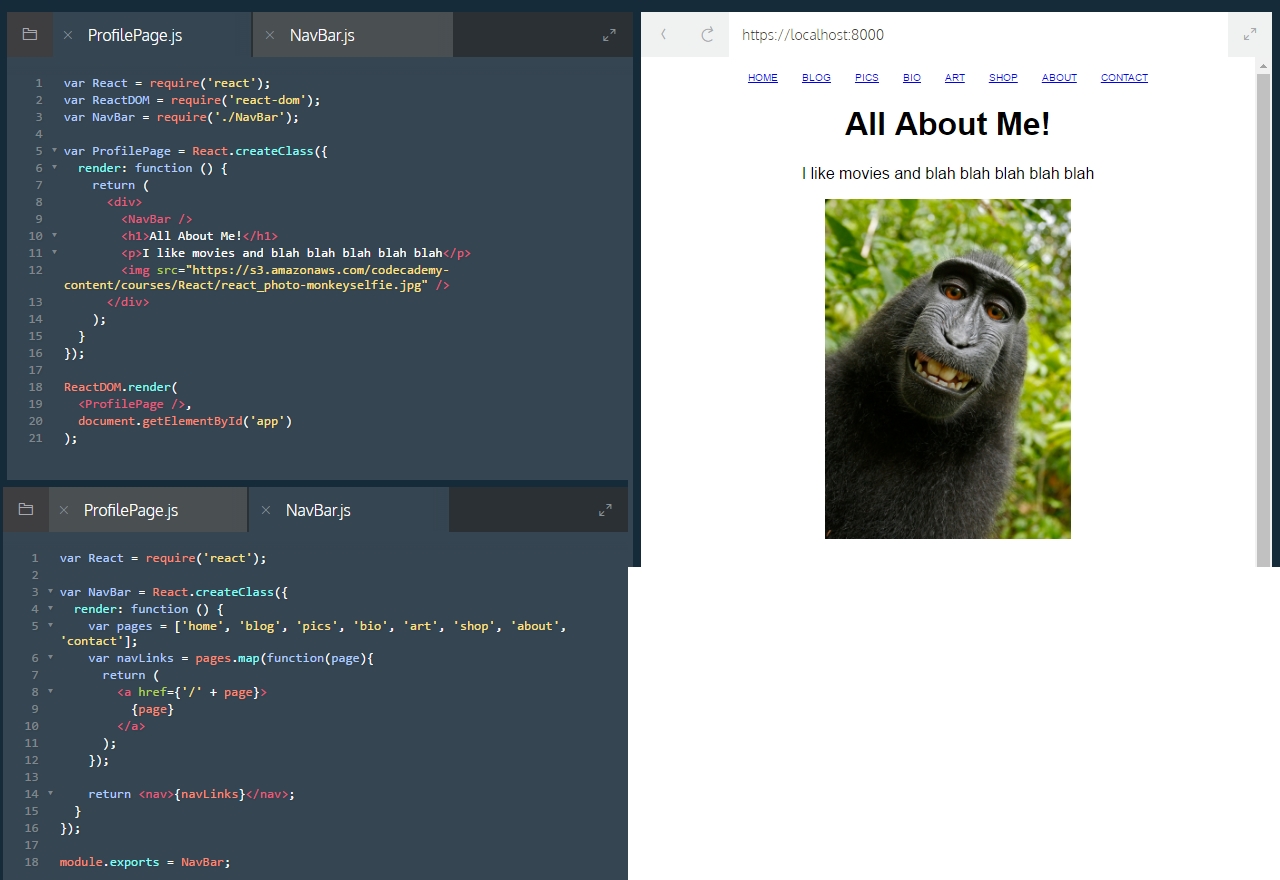 ProfilePage.js
NavBar.js
1 var React = require('react');
2 var ReactDOM = require('react-dom');
3 var NavBar = require('./NavBar');
4
5 var ProfilePage = React.createClass({
6 render: function () {
7 return (
8 <div>
9 <NavBar />
10 <h1>All About Me!</h1>
11 <p>I like movies and blah blah blah blah blah</p>
12 <img src="https://s3.amazonaws.com/codecademy-
content/courses/React/react_photo-monkeyselfie.jpg" />
13 </div>
14 );
15 }
16 });
17
18 ReactDOM.render(
19 <ProfilePage />,
20 document.getElementById('app')
21 );
ProfilePage.js
NavBar.js
1 var React = require('react');
2
3 var NavBar = React.createClass({
4 render: function () {
5 var pages = ['home', 'blog', 'pics', 'bio', 'art', 'shop', 'about',
'contact'];
6 var navLinks = pages.map(function(page){
7 return (
8 <a href={'/' + page}>
9 {page}
10 </a>
11 );
12 });
13
14 return <nav>{navLinks}</nav>;
15 }
16 });
17
18 module.exports = NavBar;
https://localhost:8000
HOME BLOG PICS BIO ART SHOP ABOUT CONTACT
All About Me!
I like movies and blah blah blah blah blah